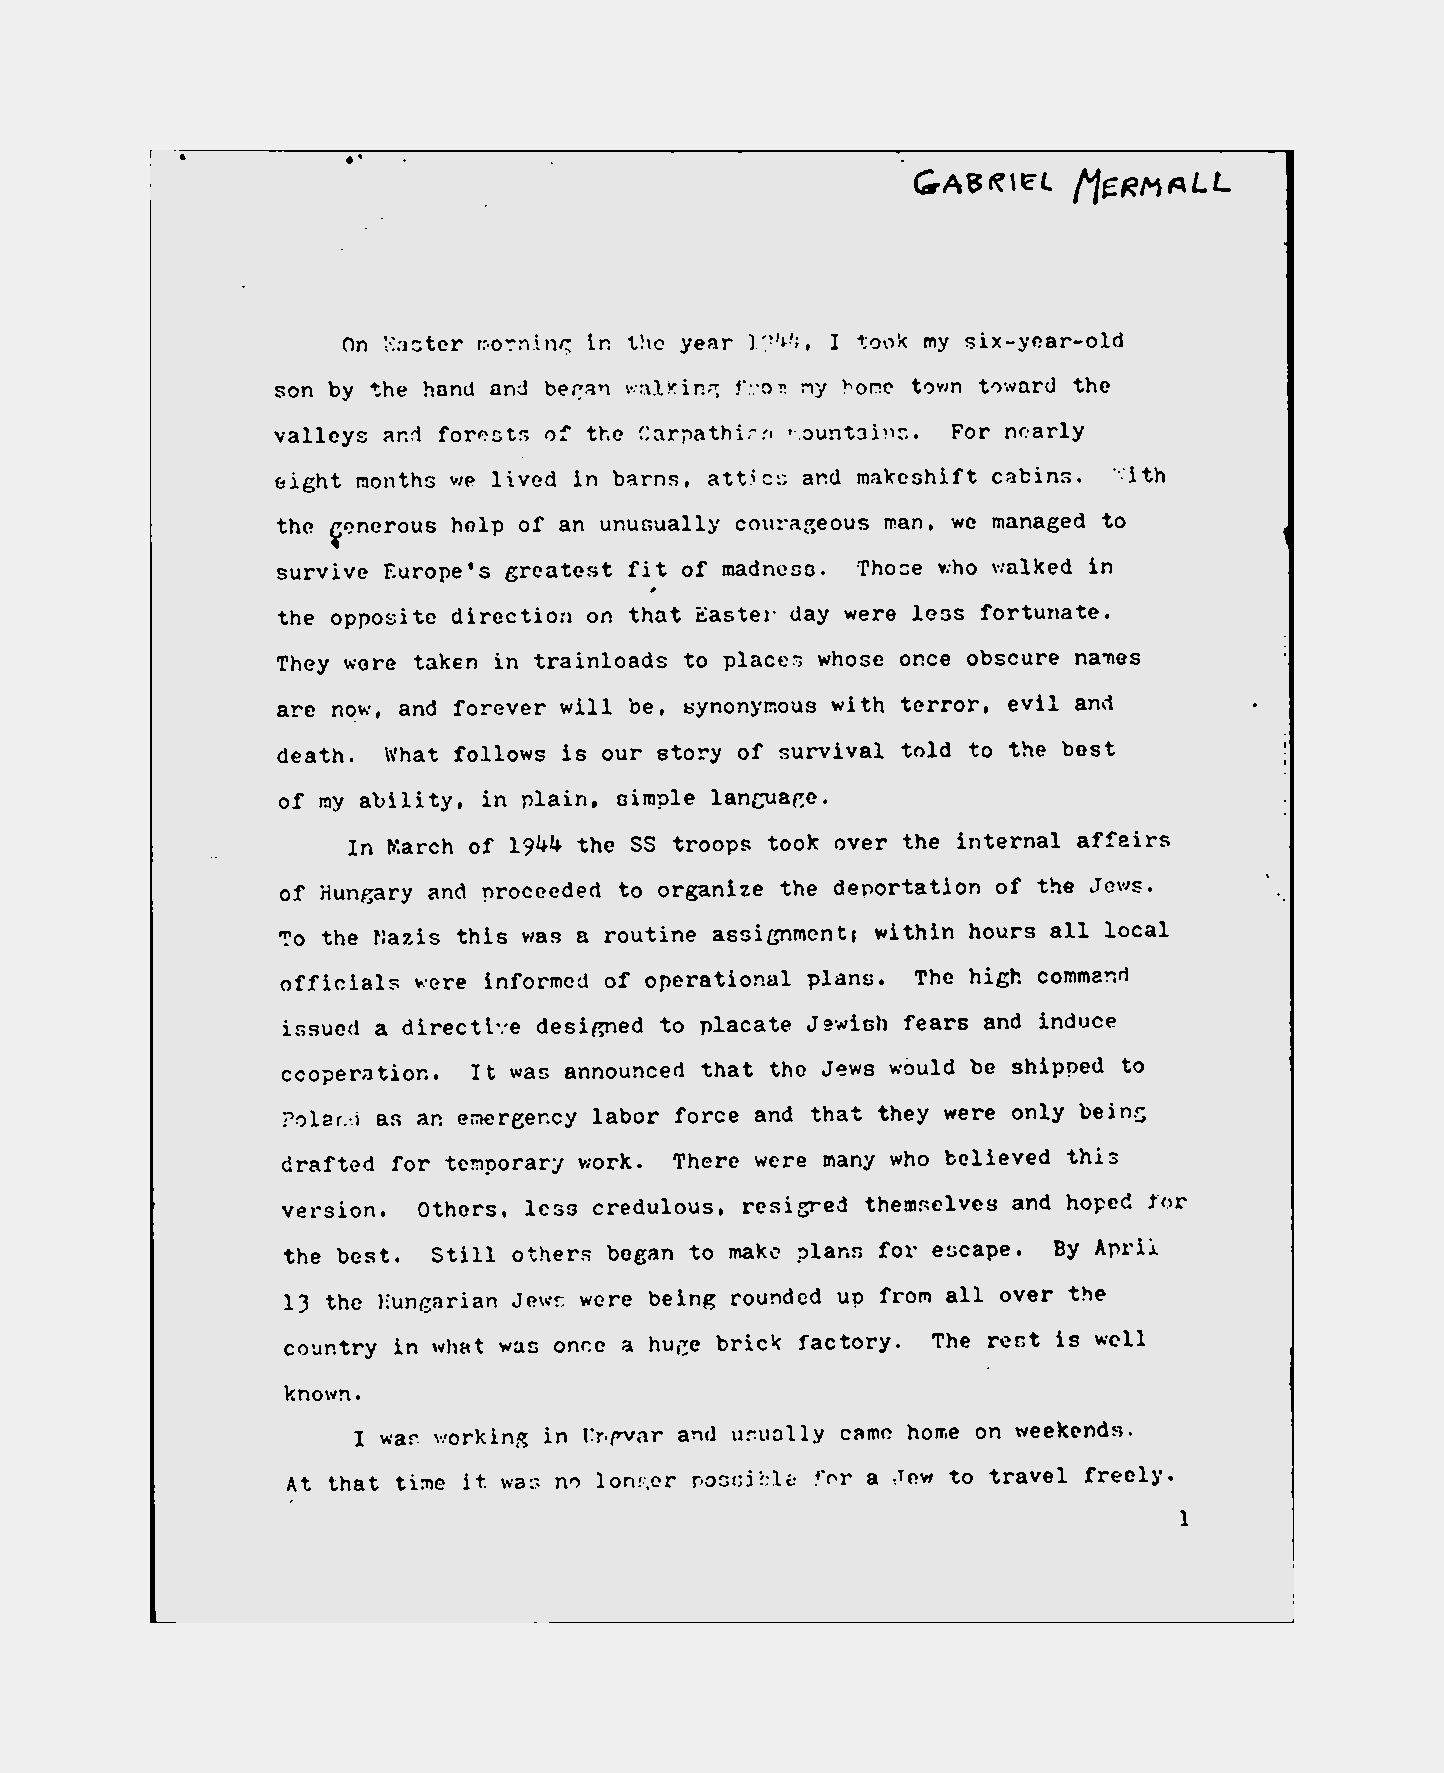 GABRIEL MERMALL
On Easter morning in the year 1944, I took my six-year-old
son by the hand and began walking from my home town toward the
valleys and forests of the Carpathian Mountains. For nearly
eight months we lived in barns, attics and makeshift cabins. With
the generous help of an unusually courageous man, we managed to
survive Europe's greatest fit of madness. Those who walked in
the opposite direction on that Easter day were less fortunate.
They were taken in trainloads to places whose once obscure names
are now, and forever will be, synonymous with terror, evil and
death. What follows is our story of survival told to the best
of my ability, in plain, simple language.
In March of 1944 the SS troops took over the internal affairs
of Hungary and proceeded to organize the deportation of the Jews.
To the Nazis this was a routine assignment; within hours all local
officials were informed of operational plans. The high command
issued a directive designed to placate Jewish fears and induce
cooperation. It was announced that the Jews would be shipped to
Poland as an emergency labor force and that they were only being
drafted for temporary work. There were many who believed this
version. Others, less credulous, resigned themselves and hoped for
the best. Still others began to make plans for escape. By April
13 the Hungarian Jews were being rounded up from all over the
country in what was once a huge brick factory. The rest is well
known.
I was working in Ungvar and usually came home on weekends.
At that time it was no longer possible for a Jew to travel freely.
1